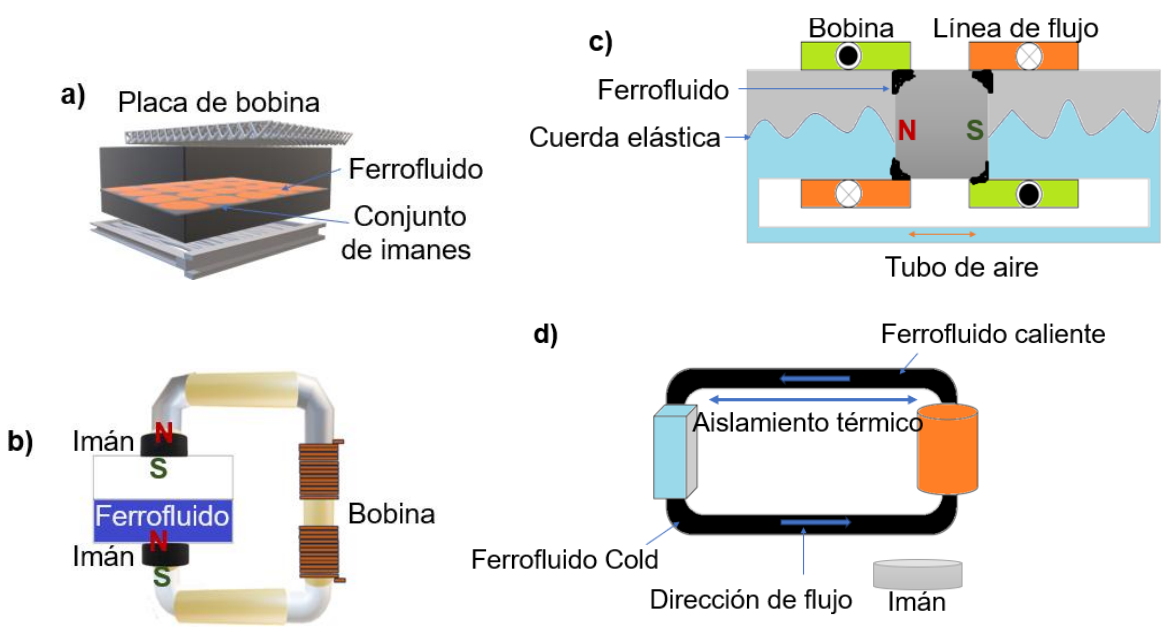 a)
Placa de bobina
Ferrofluido
Conjunto
de imanes
b)
Imán
N
S
Ferrofluido
Imán
N
S
Bobina
c)
Bobina
Línea de flujo
Ferrofluido
Cuerda elástica
N
S
Tubo de aire
d)
Ferrofluido caliente
Aislamiento térmico
Ferrofluido Cold
Dirección de flujo
Imán